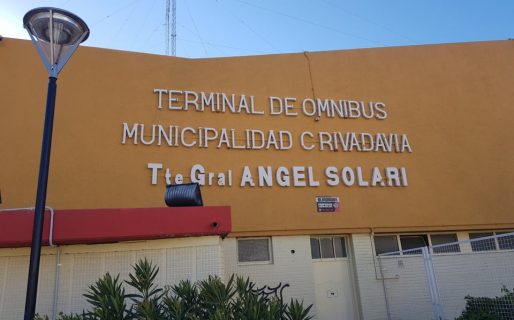 TERMINAL DE OMNIBUS
MUNICIPALIDAD C RIVADAVIA
Tte Gral ANGEL SOLARI